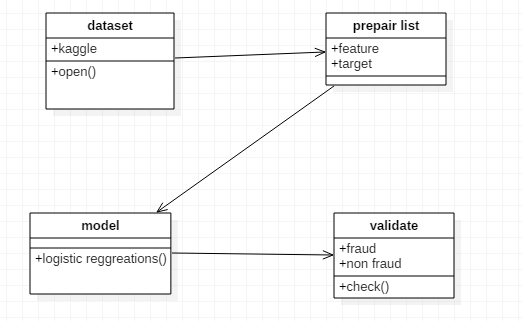 dataset
+kaggle
+open()
prepair list
+feature
+target
model
+logistic reggreations()
validate
+fraud
+non fraud
+check()